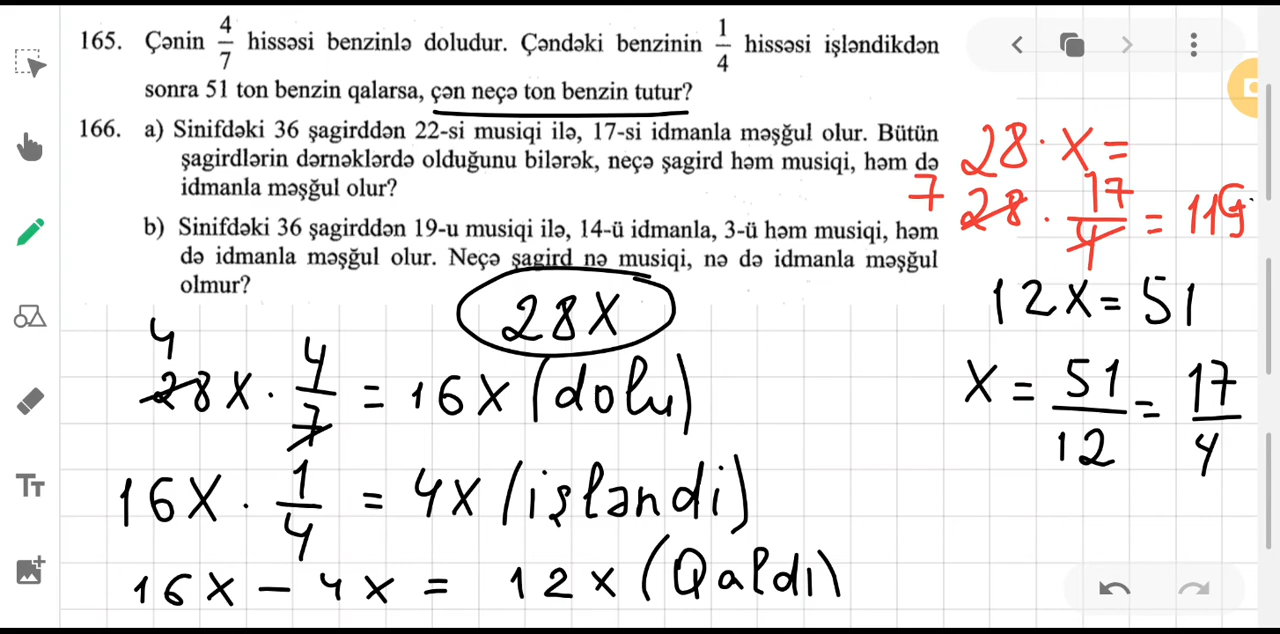 165. Çənin 4/7 hissəsi benzinlə doludur. Çəndəki benzinin 1/4 hissəsi işləndikdən
sonra 51 ton benzin qalarsa, çən neçə ton benzin tutur?
166. a) Sinifdəki 36 şagirddən 22-si musiqi ilə, 17-si idmanla məşğul olur. Bütün
şagirdlərin dərnəklərdə olduğunu bilərək, neçə şagird həm musiqi, həm də
idmanla məşğul olur?
b) Sinifdəki 36 şagirddən 19-u musiqi ilə, 14-ü idmanla, 3-ü həm musiqi, həm
də idmanla məşğul olur. Neçə şagird nə musiqi, nə də idmanla məşğul
olmur?
28X
4
28X · 4/7 = 16X (dolu)
16X · 1/4 = 4X (işləndi)
16X - 4X = 12X (Qaldı)
28 · X =
7
28 · 17/4 = 119
12X = 51
X = 51/12 = 17/4
TT